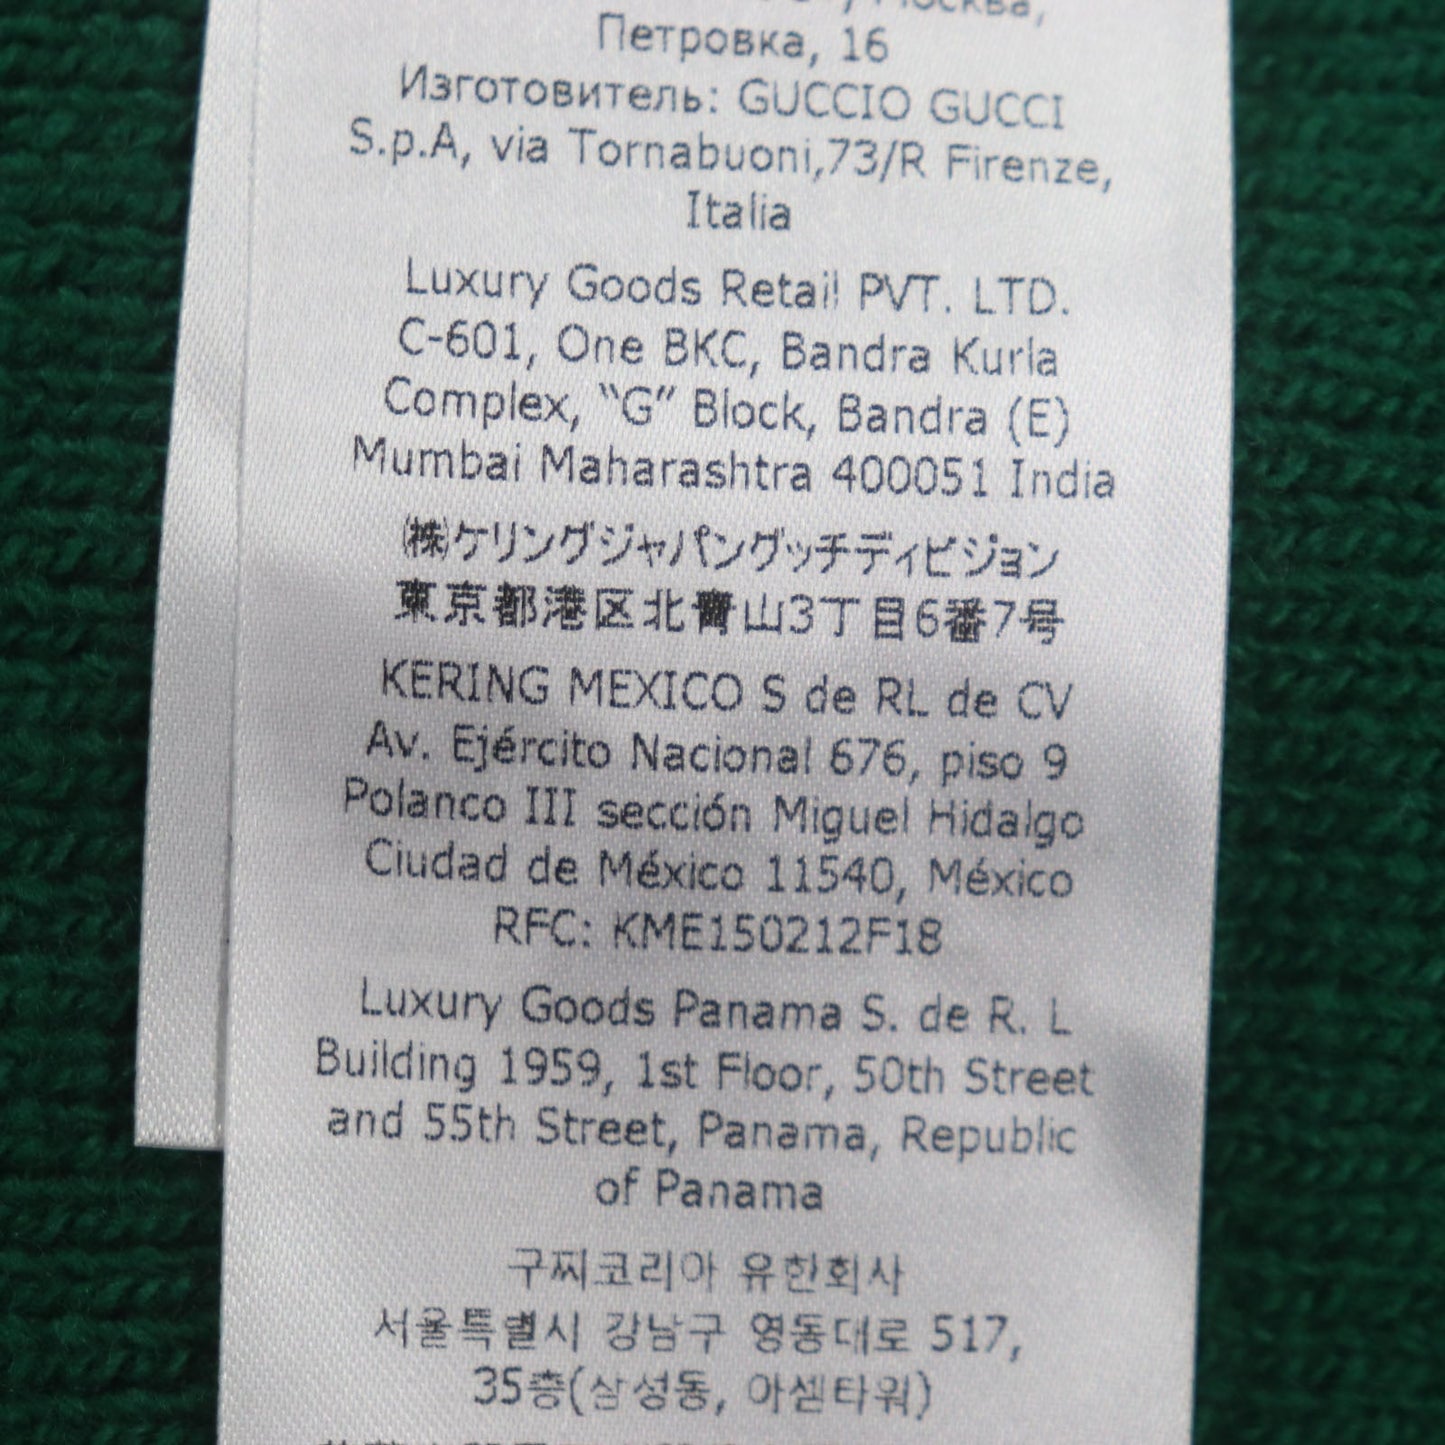 Москва,
Петровка, 16
Изготовитель: GUCCIO GUCCI
S.p.A, via Tornabuoni,73/R Firenze,
Italia
Luxury Goods Retail PVT. LTD.
C-601, One BKC, Bandra Kurla
Complex, “G” Block, Bandra (E)
Mumbai Maharashtra 400051 India
㈱ケリングジャパングッチディビジョン
東京都港区北青山3丁目6番7号
KERING MEXICO S de RL de CV
Av. Ejército Nacional 676, piso 9
Polanco III sección Miguel Hidalgo
Ciudad de México 11540, México
RFC: KME150212F18
Luxury Goods Panama S. de R. L
Building 1959, 1st Floor, 50th Street
and 55th Street, Panama, Republic
of Panama
구찌코리아 유한회사
서울특별시 강남구 영동대로 517,
35층(삼성동, 아셈타워)